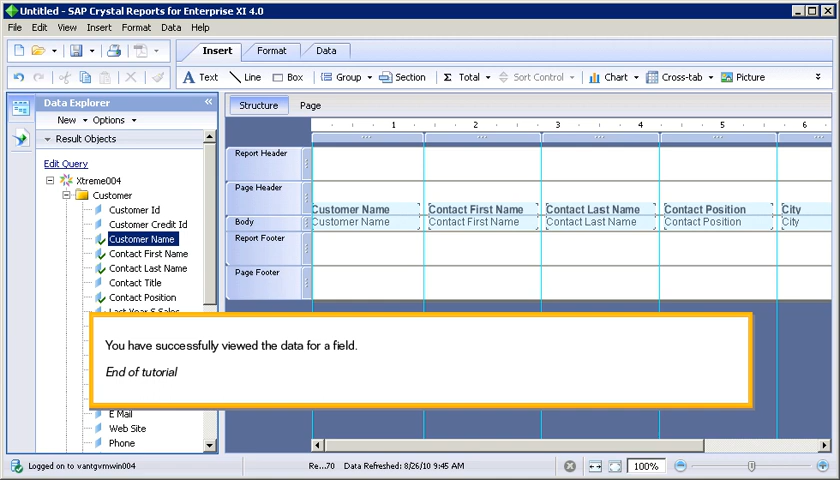 Untitled - SAP Crystal Reports for Enterprise XI 4.0
File Edit View Insert Format Data Help
Insert Format Data
Text Line Box Group Section Σ Total Sort Control Chart Cross-tab Picture
Data Explorer
New Options
Result Objects
Edit Query
Xtreme004
Customer
Customer Id
Customer Credit Id
Customer Name
Contact First Name
Contact Last Name
Contact Title
Contact Position
Last Year's Sales
E Mail
Web Site
Phone
Structure Page
1 2 3 4 5 6
Report Header
Page Header
Customer Name Contact First Name Contact Last Name Contact Position City
Body
Customer Name Contact First Name Contact Last Name Contact Position City
Report Footer
Page Footer
You have successfully viewed the data for a field.
End of tutorial
Logged on to vantgvmwin004 Re...70 Data Refreshed: 8/26/10 9:45 AM 100%